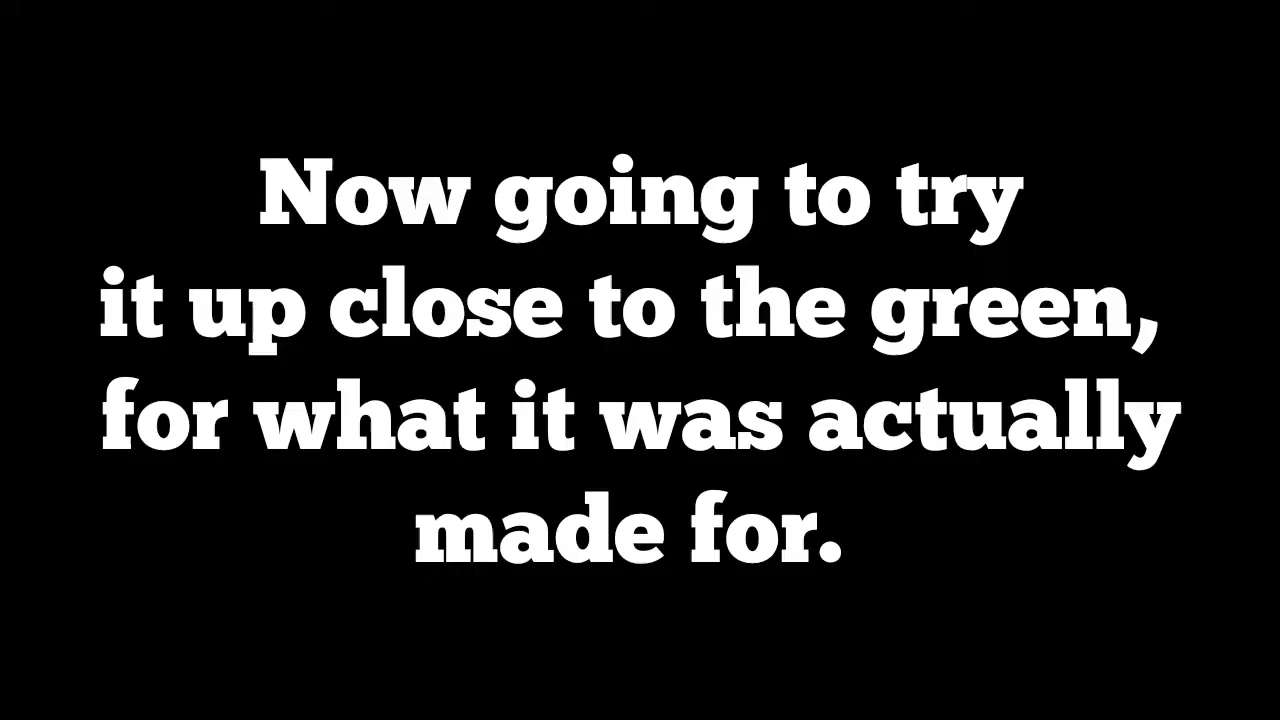 Now going to try
it up close to the green,
for what it was actually
made for.